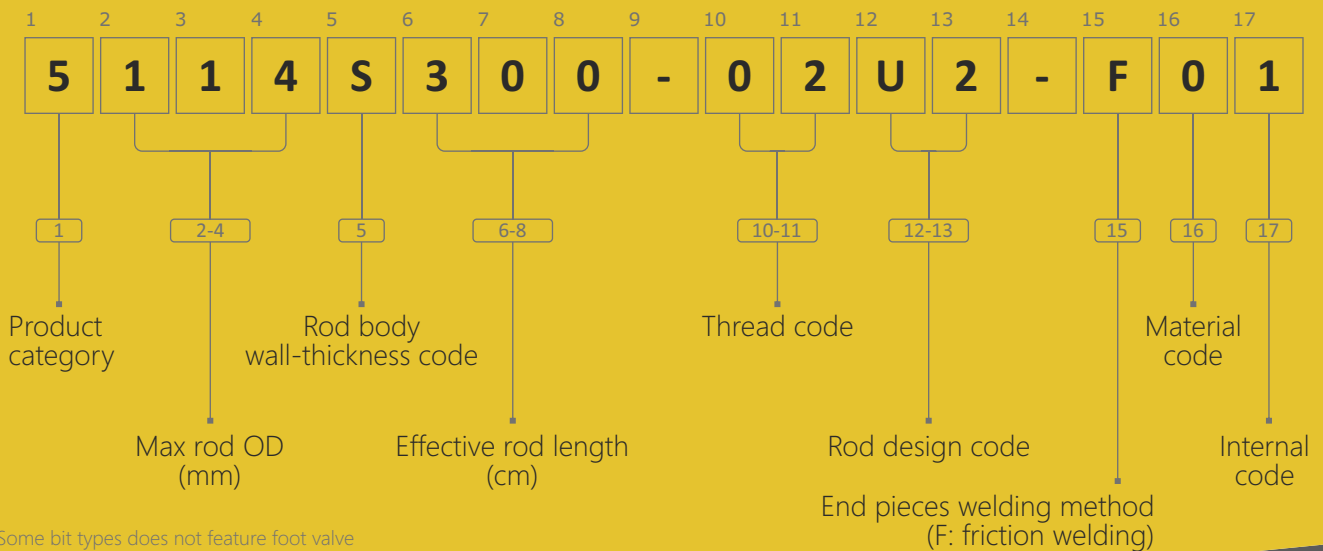 1 2 3 4 5 6 7 8 9 10 11 12 13 14 15 16 17
5 1 1 4 S 3 0 0 - 0 2 U 2 - F 0 1
1 2-4 5 6-8 10-11 12-13 15 16 17
Product
category
Rod body
wall-thickness code
Thread code
Material
code
Max rod OD
(mm)
Effective rod length
(cm)
Rod design code
Internal
code
End pieces welding method
(F: friction welding)
Some bit types does not feature foot valve